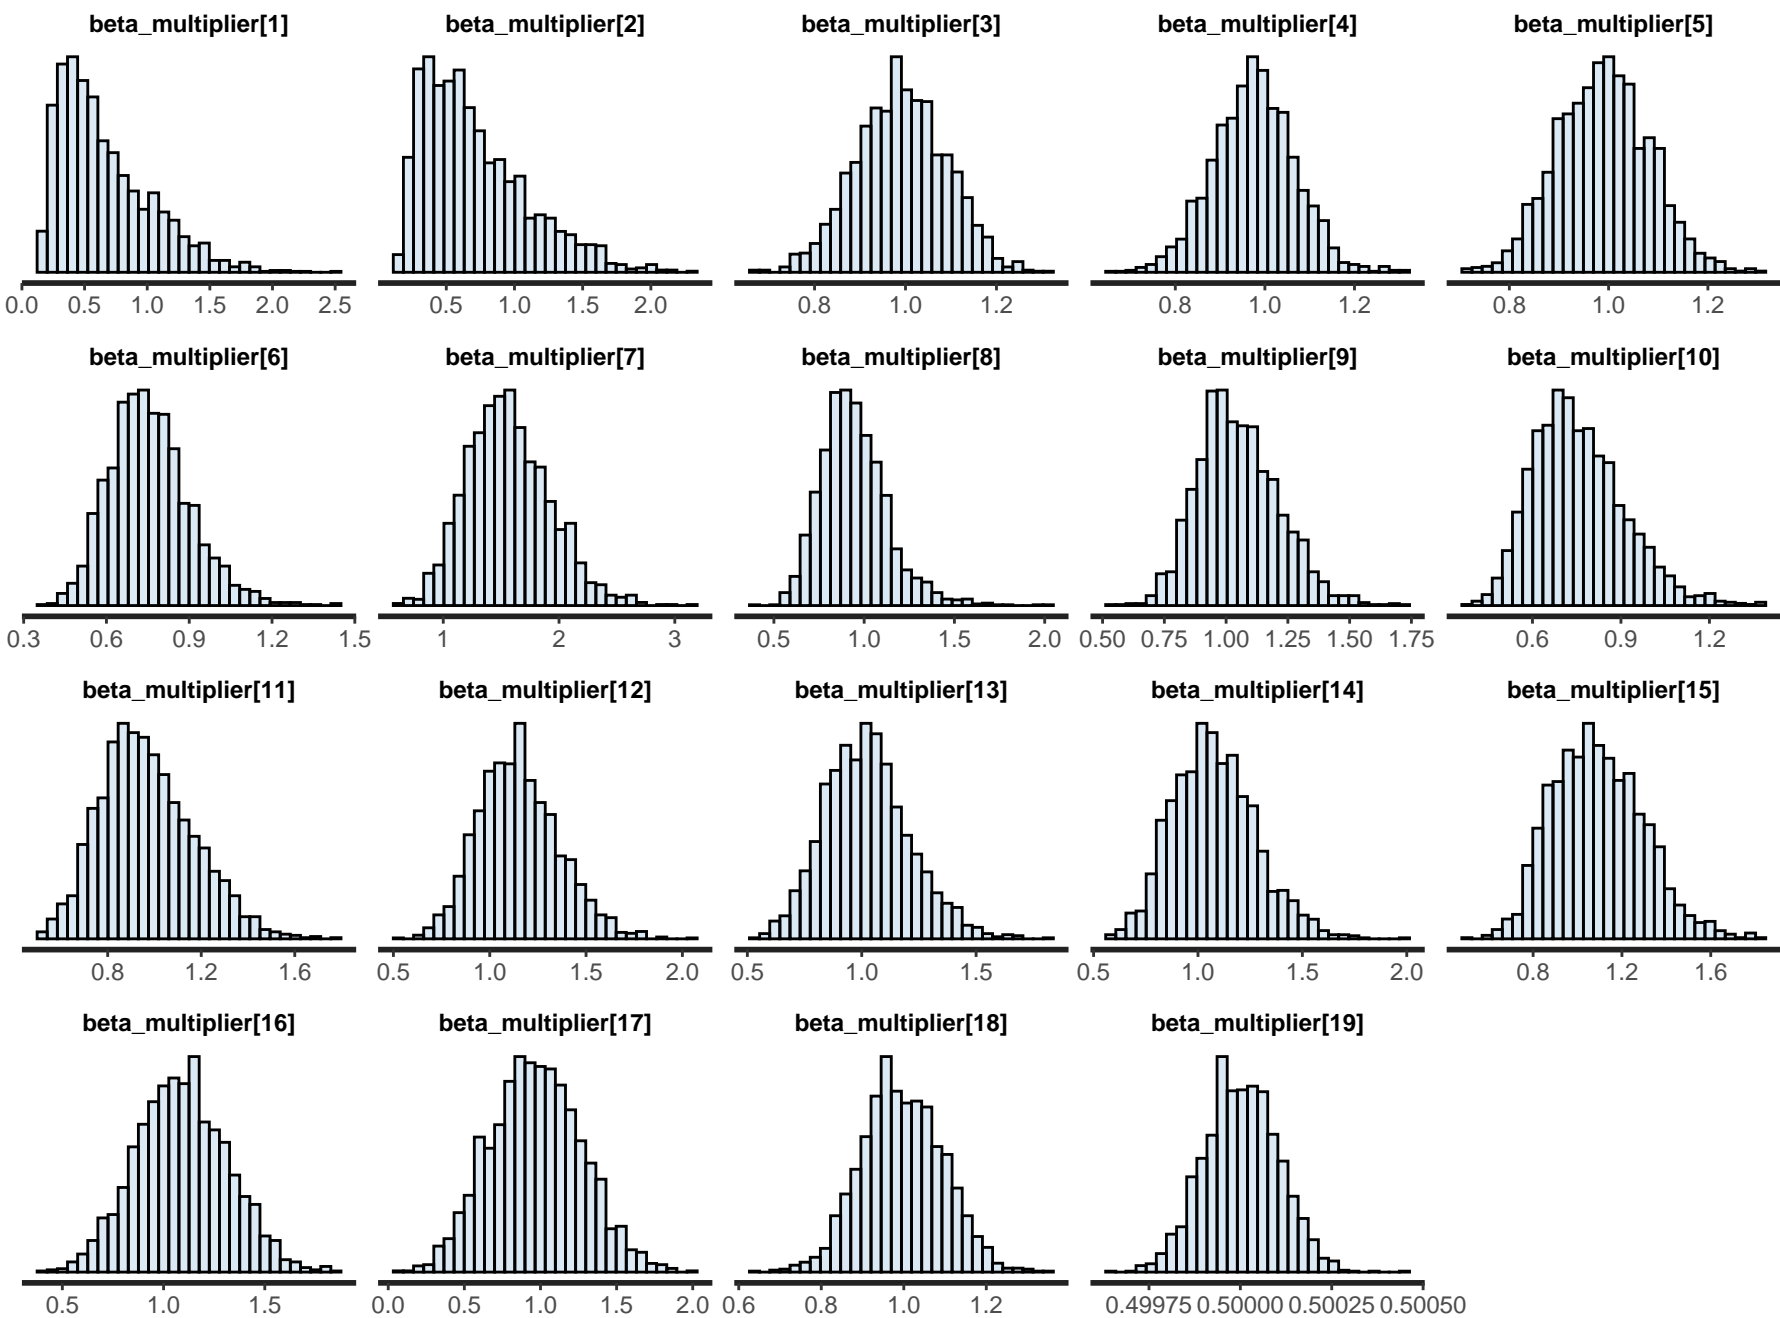 beta_multiplier[1] beta_multiplier[2] beta_multiplier[3] beta_multiplier[4] beta_multiplier[5]
0.0 0.5 1.0 1.5 2.0 2.5 0.5 1.0 1.5 2.0 0.8 1.0 1.2 0.8 1.0 1.2 0.8 1.0 1.2
beta_multiplier[6] beta_multiplier[7] beta_multiplier[8] beta_multiplier[9] beta_multiplier[10]
0.3 0.6 0.9 1.2 1.5 1 2 3 0.5 1.0 1.5 2.0 0.50 0.75 1.00 1.25 1.50 1.75 0.6 0.9 1.2
beta_multiplier[11] beta_multiplier[12] beta_multiplier[13] beta_multiplier[14] beta_multiplier[15]
0.8 1.2 1.6 0.5 1.0 1.5 2.0 0.5 1.0 1.5 0.5 1.0 1.5 2.0 0.8 1.2 1.6
beta_multiplier[16] beta_multiplier[17] beta_multiplier[18] beta_multiplier[19]
0.5 1.0 1.5 0.0 0.5 1.0 1.5 2.0 0.6 0.8 1.0 1.2 0.49975 0.50000 0.50025 0.50050